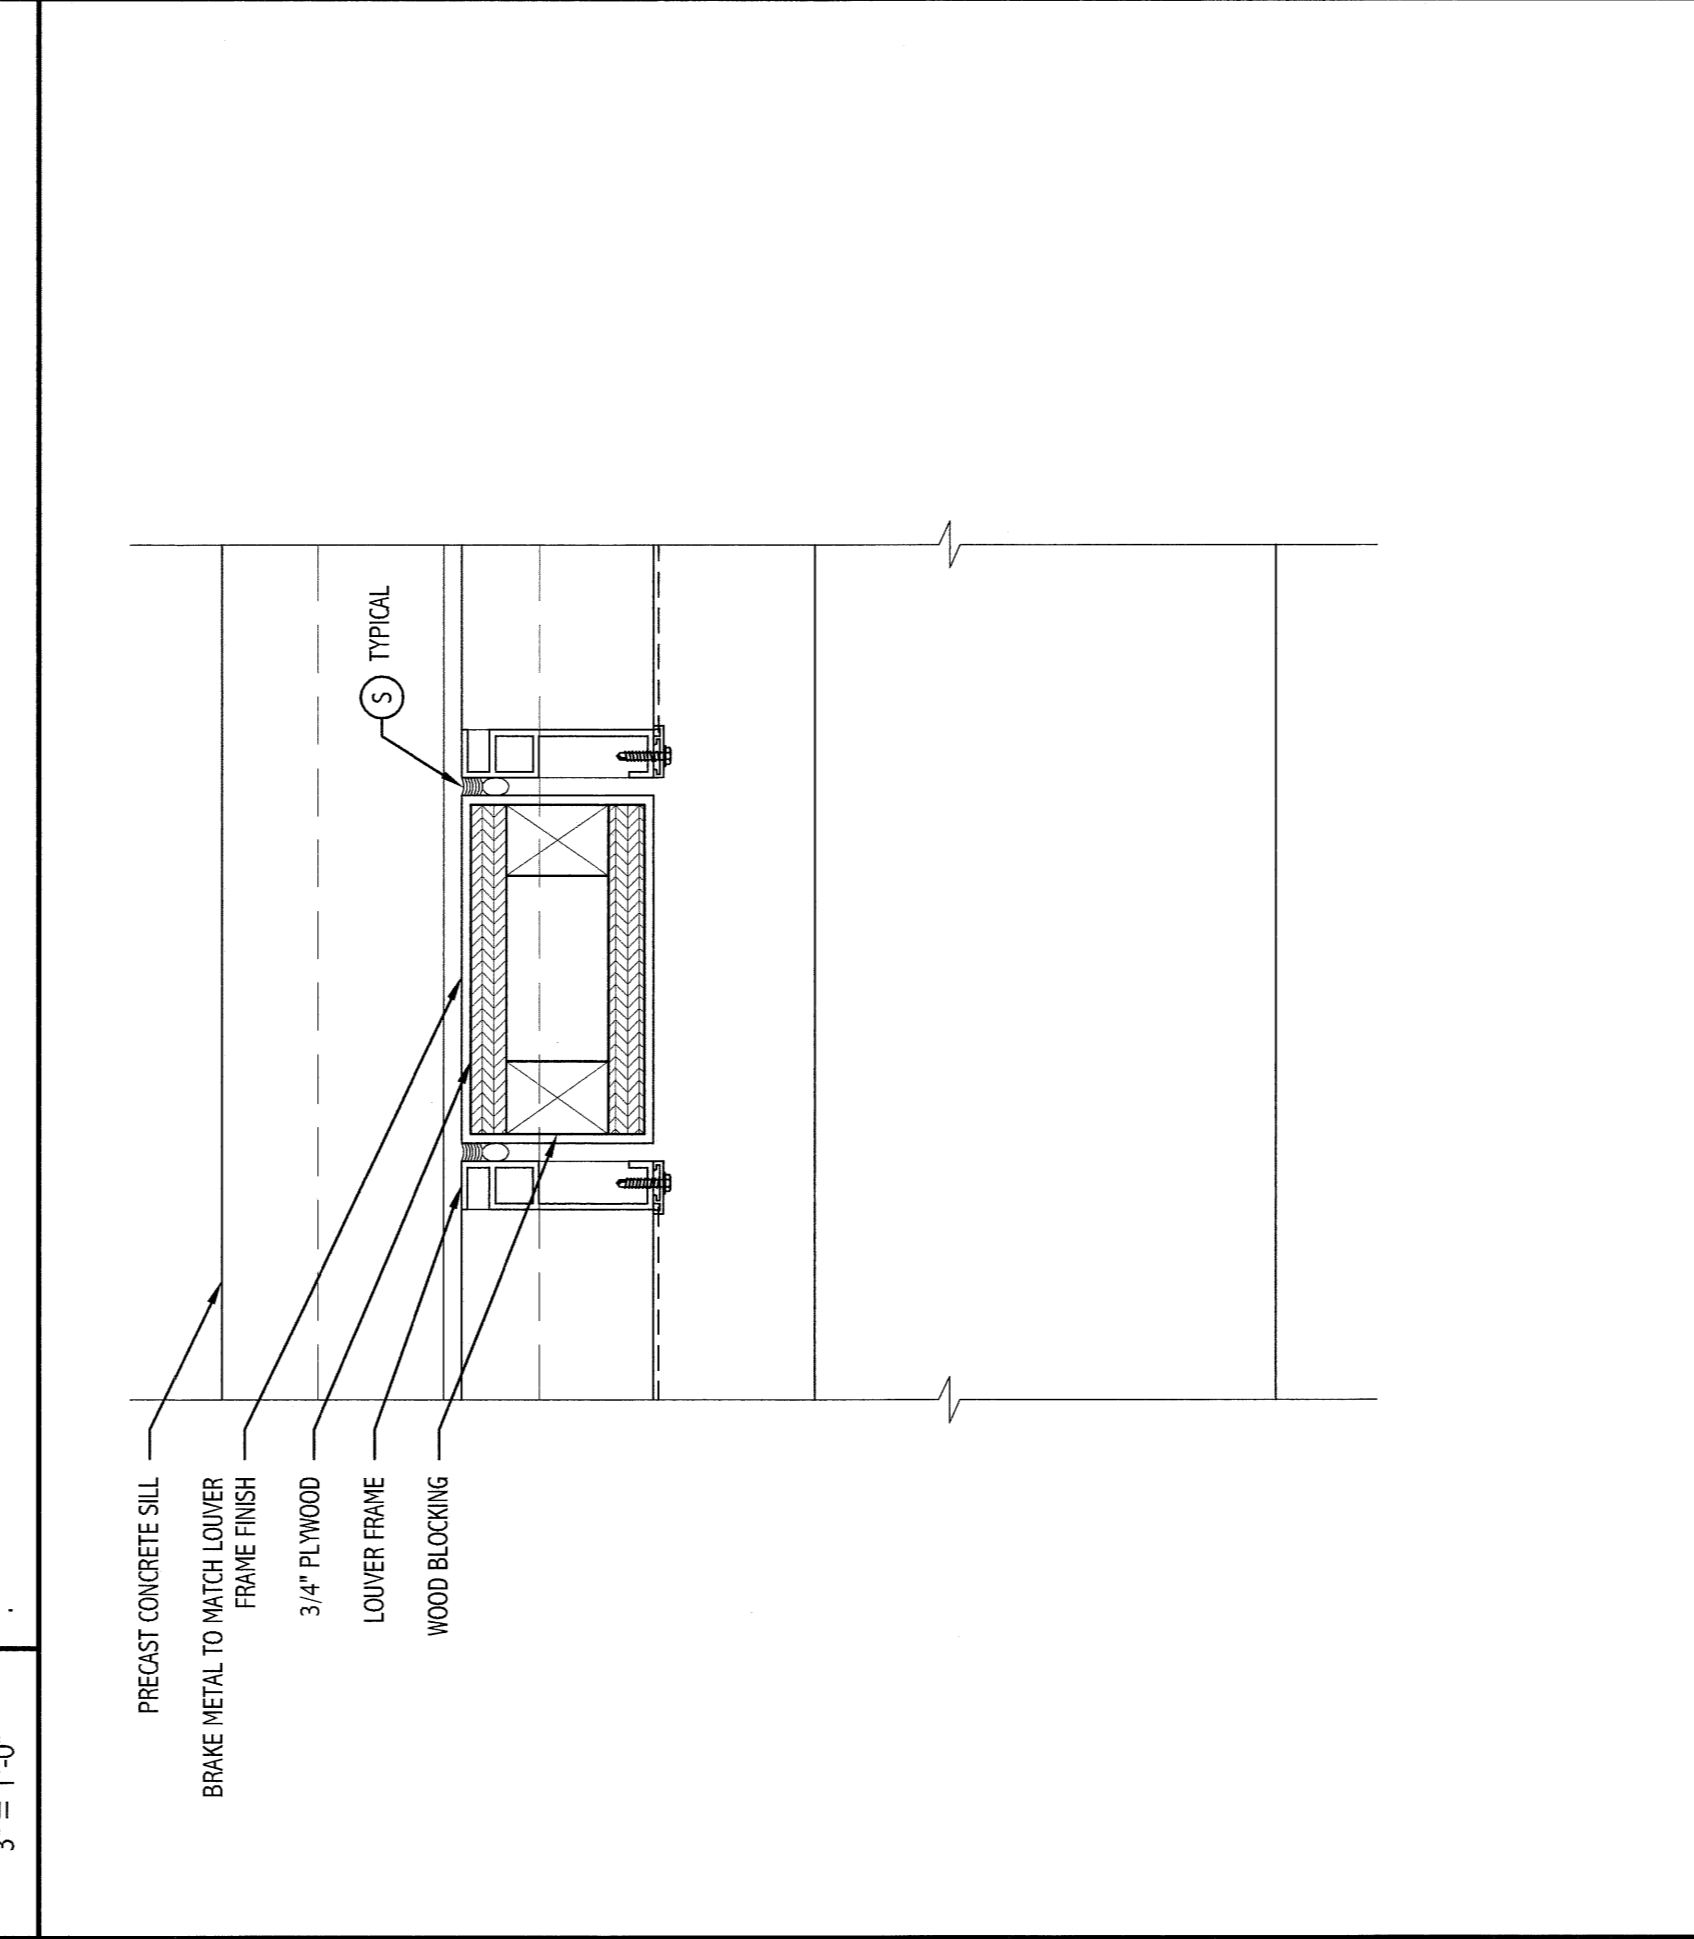 PRECAST CONCRETE SILL
BRAKE METAL TO MATCH LOUVER
FRAME FINISH
3/4" PLYWOOD
LOUVER FRAME
WOOD BLOCKING
S TYPICAL